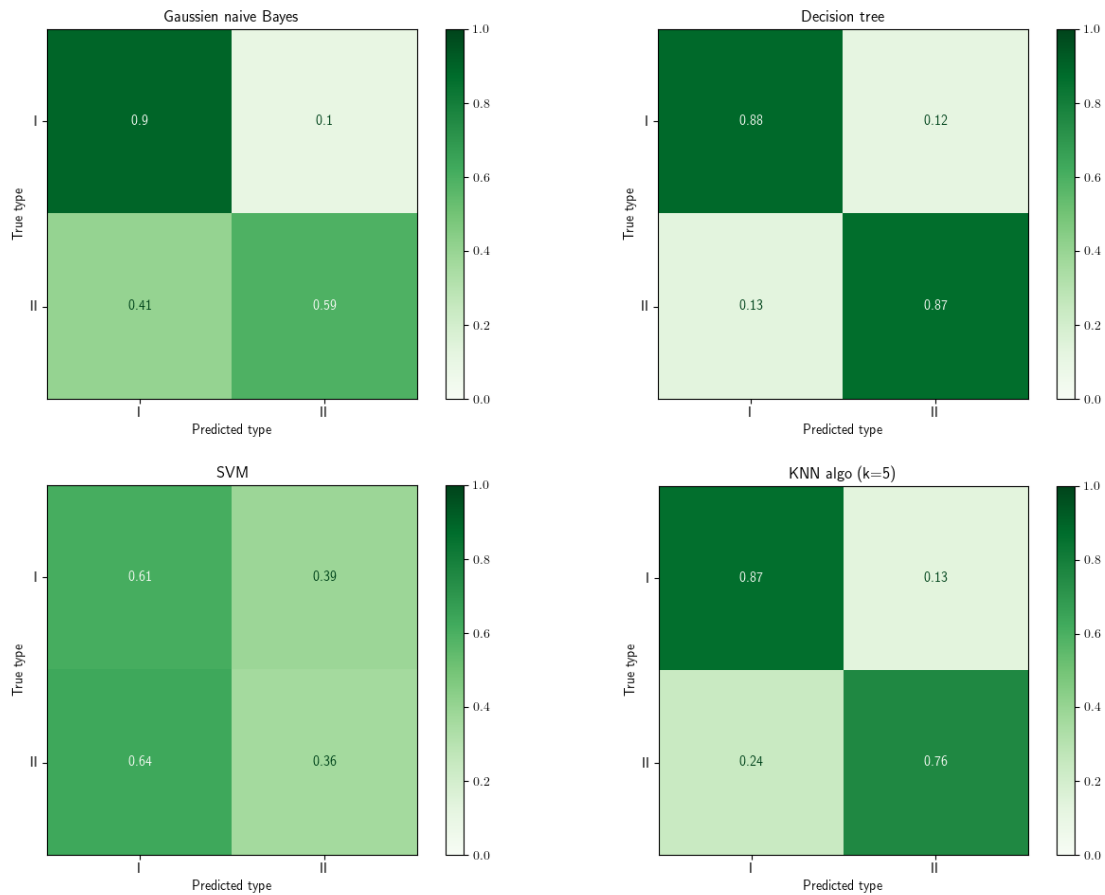 Gaussien naive Bayes
1.0
0.8
0.6
0.4
0.2
0.0
True type
I
II
0.9
0.1
0.41
0.59
I
II
Predicted type
Decision tree
1.0
0.8
0.6
0.4
0.2
0.0
True type
I
II
0.88
0.12
0.13
0.87
I
II
Predicted type
SVM
1.0
0.8
0.6
0.4
0.2
0.0
True type
I
II
0.61
0.39
0.64
0.36
I
II
Predicted type
KNN algo (k=5)
1.0
0.8
0.6
0.4
0.2
0.0
True type
I
II
0.87
0.13
0.24
0.76
I
II
Predicted type